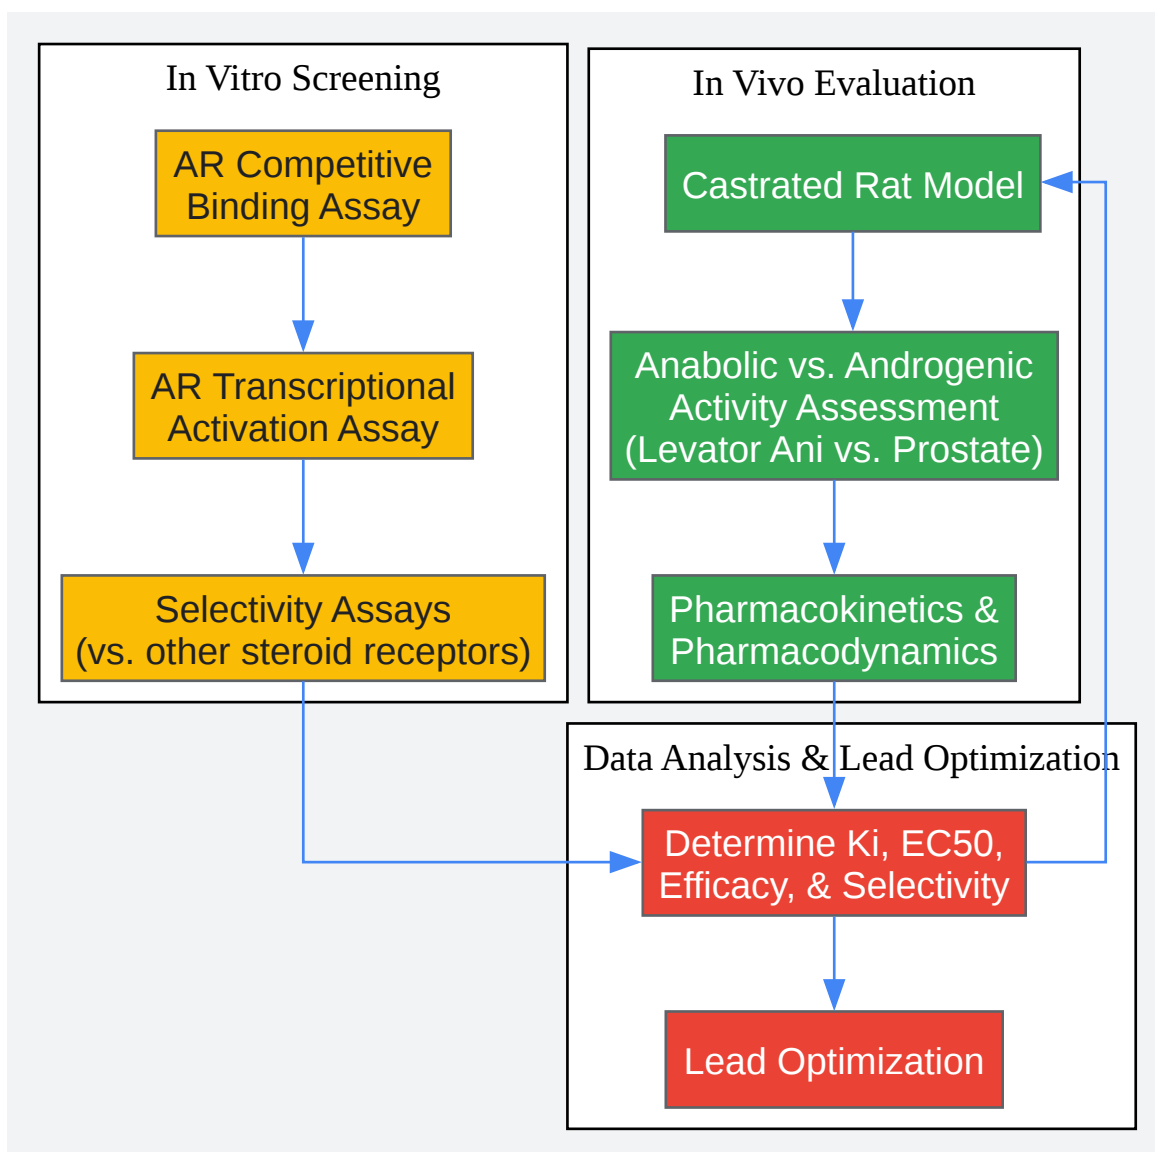 In Vitro Screening
AR Competitive
Binding Assay
AR Transcriptional
Activation Assay
Selectivity Assays
(vs. other steroid receptors)
In Vivo Evaluation
Castrated Rat Model
Anabolic vs. Androgenic
Activity Assessment
(Levator Ani vs. Prostate)
Pharmacokinetics &
Pharmacodynamics
Data Analysis & Lead Optimization
Determine Ki, EC50,
Efficacy, & Selectivity
Lead Optimization